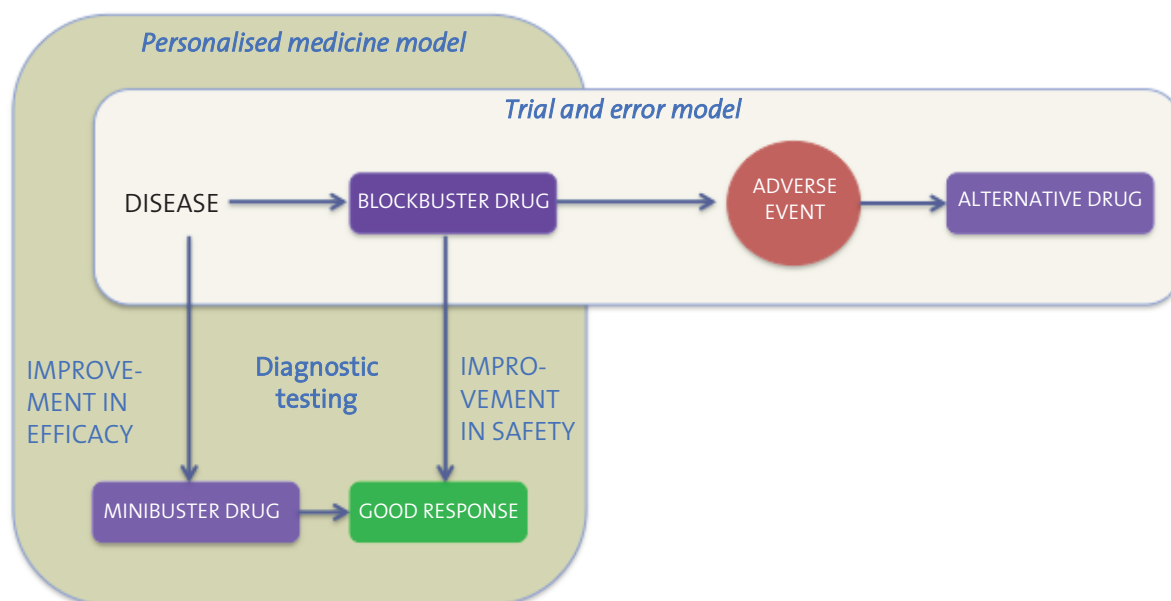 Personalised medicine model
Trial and error model
DISEASE
BLOCKBUSTER DRUG
ADVERSE
EVENT
ALTERNATIVE DRUG
IMPROVE-
MENT IN
EFFICACY
Diagnostic
testing
IMPRO-
VEMENT
IN SAFETY
MINIBUSTER DRUG
GOOD RESPONSE